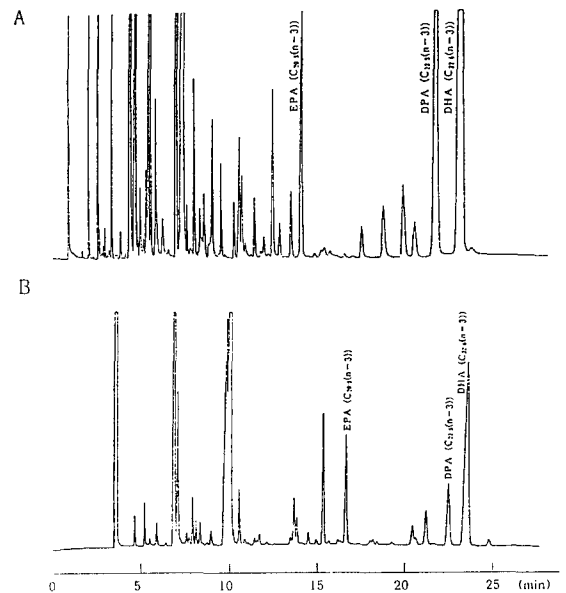 A
EPA (C₂₀:₅(n−3))
DPA (C₂₂:₅(n−3))
DHA (C₂₂:₆(n−3))
B
EPA (C₂₀:₅(n−3))
DPA (C₂₂:₅(n−3))
DHA (C₂₂:₆(n−3))
0 5 10 15 20 25 (min)